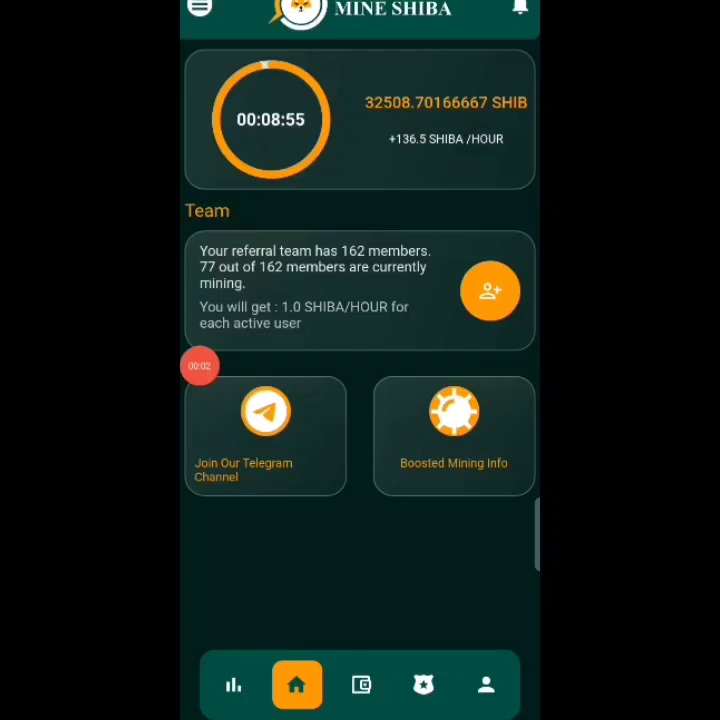 MINE SHIBA
00:08:55
32508.70166667 SHIB
+136.5 SHIBA /HOUR
Team
Your referral team has 162 members.
77 out of 162 members are currently
mining.
You will get : 1.0 SHIBA/HOUR for
each active user
00:02
Join Our Telegram
Channel
Boosted Mining Info